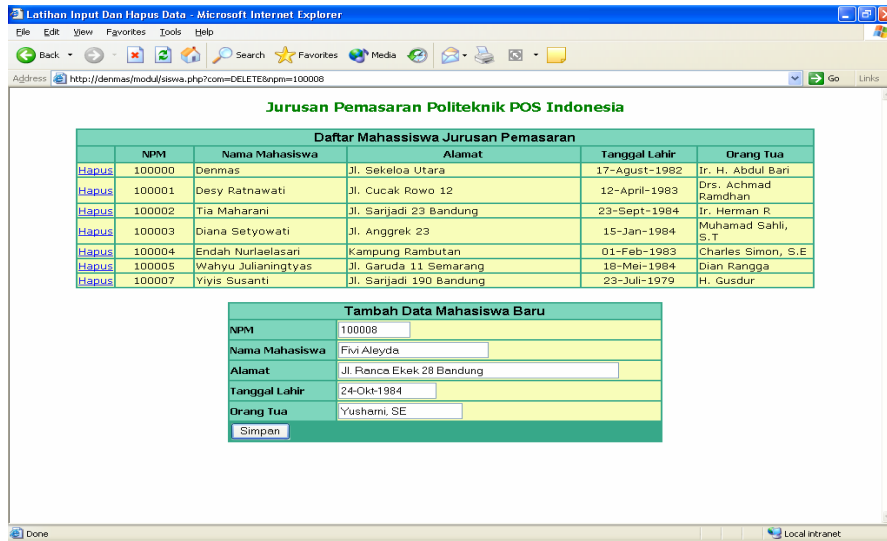 Latihan Input Dan Hapus Data - Microsoft Internet Explorer
File Edit View Favorites Tools Help
Back Search Favorites Media
Address http://denmas/modul/siswa.php?com=DELETE&npm=100008 Go Links
Jurusan Pemasaran Politeknik POS Indonesia
Daftar Mahassiswa Jurusan Pemasaran
NPM Nama Mahasiswa Alamat Tanggal Lahir Orang Tua
Hapus 100000 Denmas Jl. Sekeloa Utara 17-Agust-1982 Ir. H. Abdul Bari
Hapus 100001 Desy Ratnawati Jl. Cucak Rowo 12 12-April-1983 Drs. Achmad Ramdhan
Hapus 100002 Tia Maharani Jl. Sarijadi 23 Bandung 23-Sept-1984 Ir. Herman R
Hapus 100003 Diana Setyowati Jl. Anggrek 23 15-Jan-1984 Muhamad Sahli, S.T
Hapus 100004 Endah Nurlaelasari Kampung Rambutan 01-Feb-1983 Charles Simon, S.E
Hapus 100005 Wahyu Julianingtyas Jl. Garuda 11 Semarang 18-Mei-1984 Dian Rangga
Hapus 100007 Yiyis Susanti Jl. Sarijadi 190 Bandung 23-Juli-1979 H. Gusdur
Tambah Data Mahasiswa Baru
NPM 100008
Nama Mahasiswa Fivi Aleyda
Alamat Jl. Ranca Ekek 28 Bandung
Tanggal Lahir 24-Okt-1984
Orang Tua Yusharni, SE
Simpan
Done Local intranet